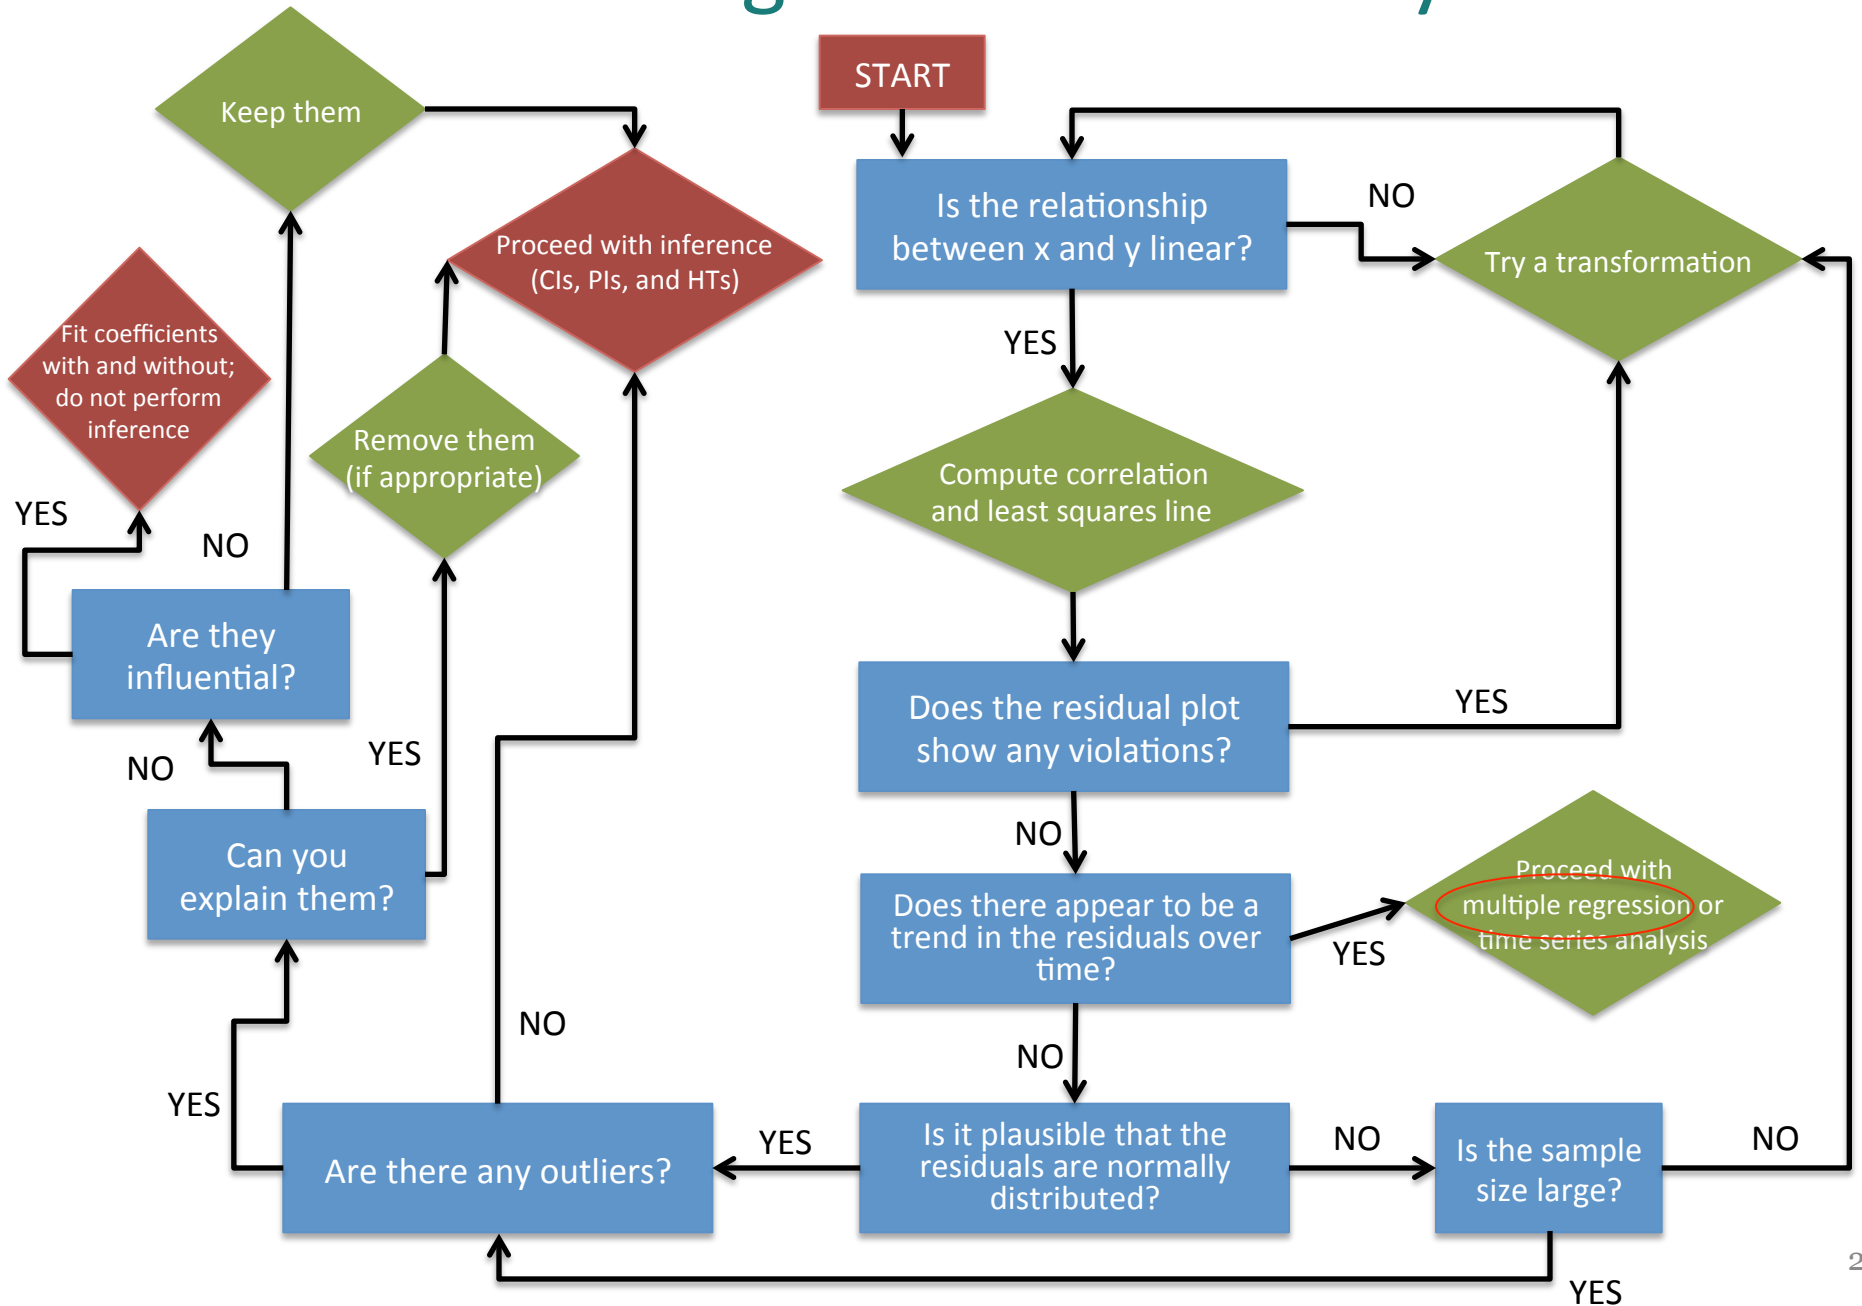 START
Keep them
Is the relationship
between x and y linear?
NO
Try a transformation
Proceed with inference
(CIs, PIs, and HTs)
Fit coefficients
with and without;
do not perform
inference
YES
Remove them
(if appropriate)
Compute correlation
and least squares line
YES
NO
Are they
influential?
Does the residual plot
show any violations?
YES
NO
YES
NO
Can you
explain them?
Proceed with
multiple regression or
time series analysis
Does there appear to be a
trend in the residuals over
time?
YES
NO
NO
YES
Are there any outliers?
YES
Is it plausible that the
residuals are normally
distributed?
NO
Is the sample
size large?
NO
YES
2